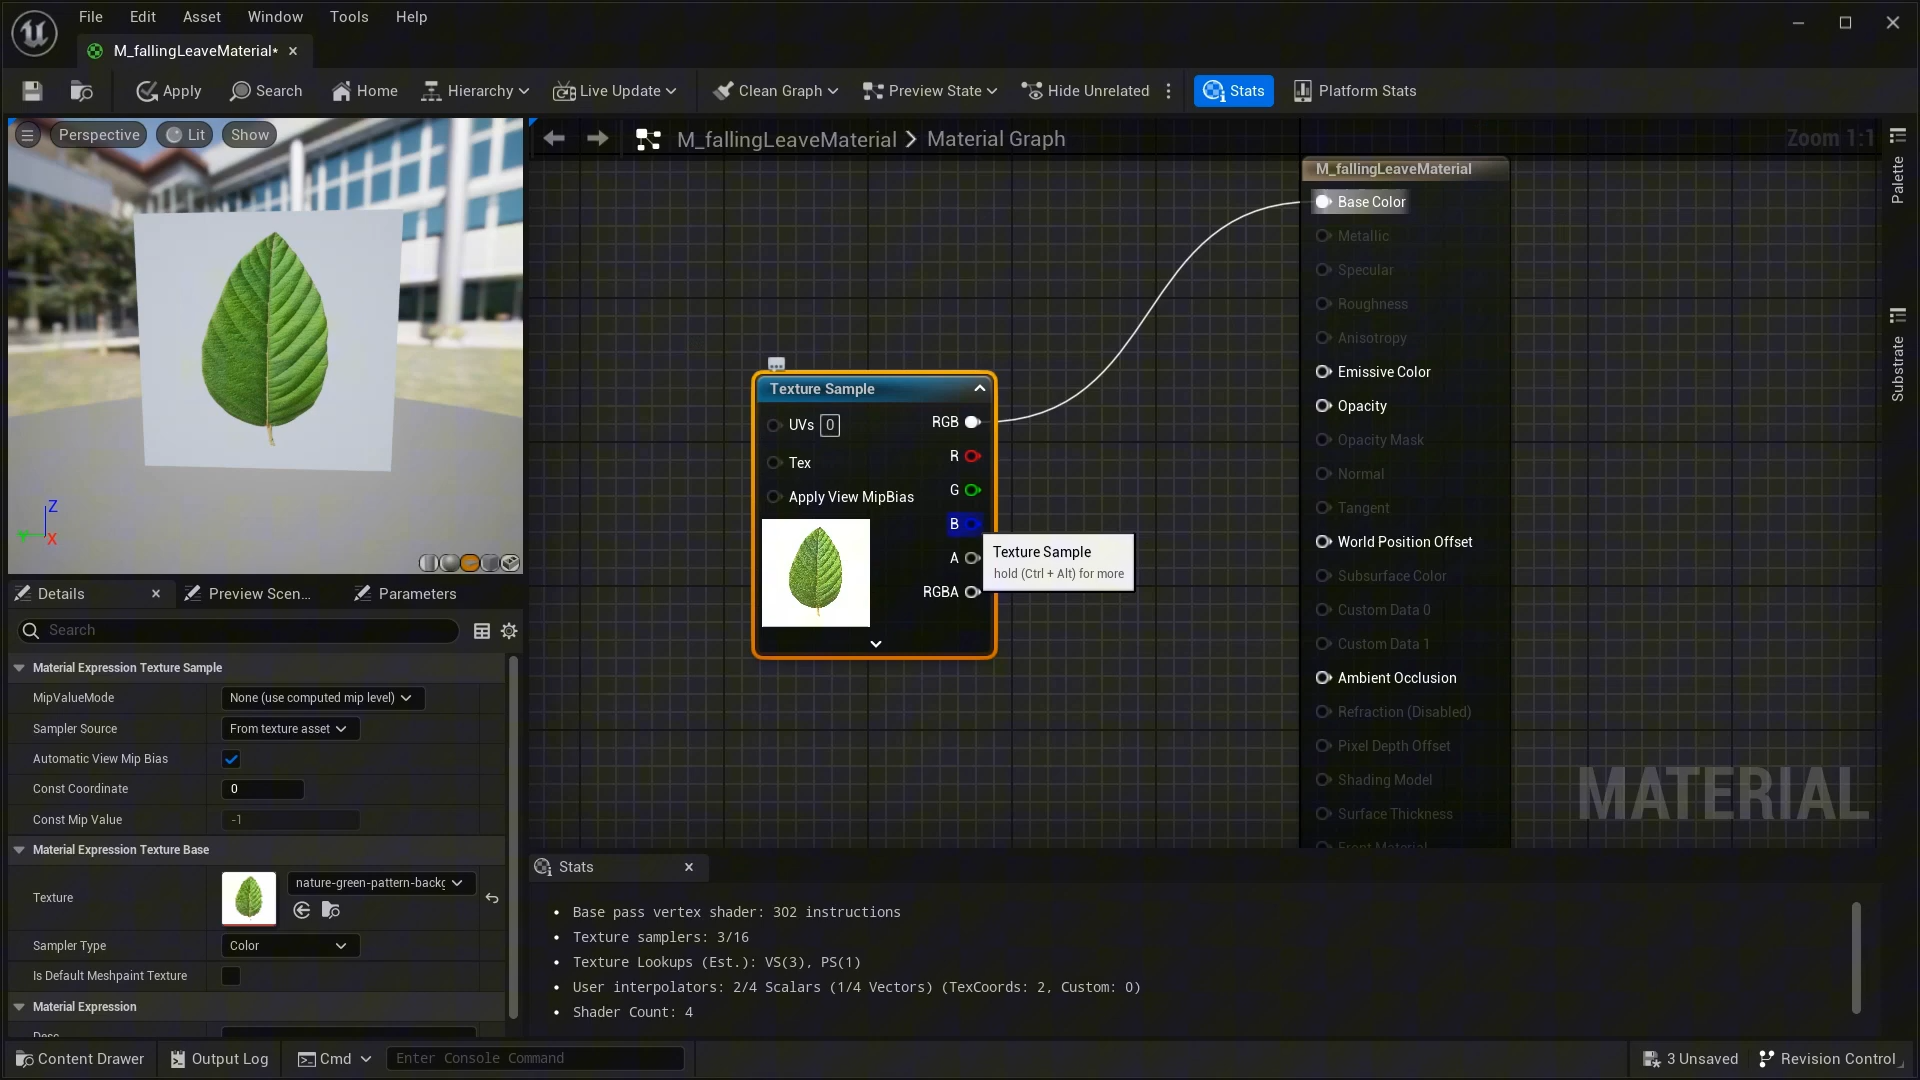 File Edit Asset Window Tools Help
M_fallingLeaveMaterial*
Apply Search Home Hierarchy Live Update Clean Graph Preview State Hide Unrelated Stats Platform Stats
Perspective Lit Show
M_fallingLeaveMaterial > Material Graph
Zoom 1:1
Palette
Substrate
M_fallingLeaveMaterial
Base Color
Metallic
Specular
Roughness
Anisotropy
Emissive Color
Opacity
Opacity Mask
Normal
Tangent
World Position Offset
Subsurface Color
Custom Data 0
Custom Data 1
Ambient Occlusion
Refraction (Disabled)
Pixel Depth Offset
Shading Model
Surface Thickness
Front Material
Texture Sample
UVs 0 RGB
R
Tex
G
Apply View MipBias
B
A
RGBA
Texture Sample
hold (Ctrl + Alt) for more
MATERIAL
Z
Y
X
Details Preview Scen... Parameters
Search
Material Expression Texture Sample
MipValueMode None (use computed mip level)
Sampler Source From texture asset
Automatic View Mip Bias
Const Coordinate 0
Const Mip Value -1
Material Expression Texture Base
Texture nature-green-pattern-backg
Sampler Type Color
Is Default Meshpaint Texture
Material Expression
Desc
Stats
• Base pass vertex shader: 302 instructions
• Texture samplers: 3/16
• Texture Lookups (Est.): VS(3), PS(1)
• User interpolators: 2/4 Scalars (1/4 Vectors) (TexCoords: 2, Custom: 0)
• Shader Count: 4
Content Drawer Output Log Cmd Enter Console Command 3 Unsaved Revision Control